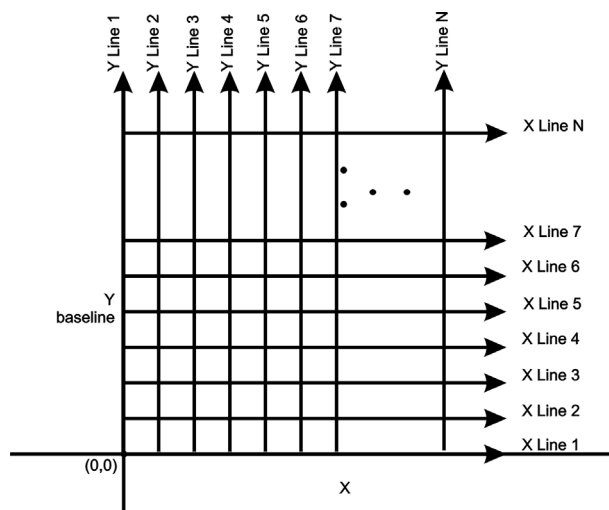 Y Line 1
Y Line 2
Y Line 3
Y Line 4
Y Line 5
Y Line 6
Y Line 7
Y Line N
X Line N
X Line 7
X Line 6
Y
baseline
X Line 5
X Line 4
X Line 3
X Line 2
X Line 1
(0,0)
X